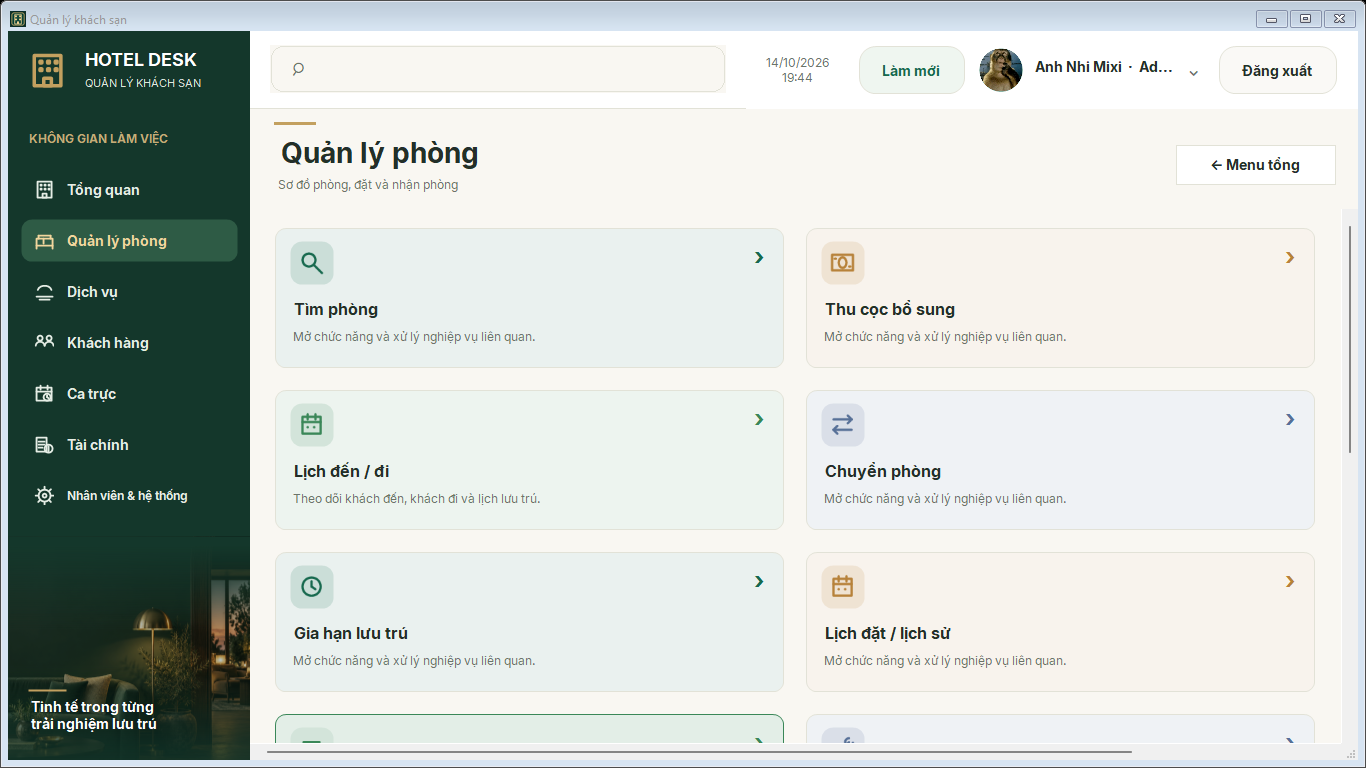 Quản lý khách sạn
HOTEL DESK
QUẢN LÝ KHÁCH SẠN
KHÔNG GIAN LÀM VIỆC
Tổng quan
Quản lý phòng
Dịch vụ
Khách hàng
Ca trực
Tài chính
Nhân viên & hệ thống
Tinh tế trong từng
trải nghiệm lưu trú
14/10/2026
19:44
Làm mới
Anh Nhi Mixi · Ad...
Đăng xuất
Quản lý phòng
Sơ đồ phòng, đặt và nhận phòng
← Menu tổng
Tìm phòng
Mở chức năng và xử lý nghiệp vụ liên quan.
Thu cọc bổ sung
Mở chức năng và xử lý nghiệp vụ liên quan.
Lịch đến / đi
Theo dõi khách đến, khách đi và lịch lưu trú.
Chuyển phòng
Mở chức năng và xử lý nghiệp vụ liên quan.
Gia hạn lưu trú
Mở chức năng và xử lý nghiệp vụ liên quan.
Lịch đặt / lịch sử
Mở chức năng và xử lý nghiệp vụ liên quan.